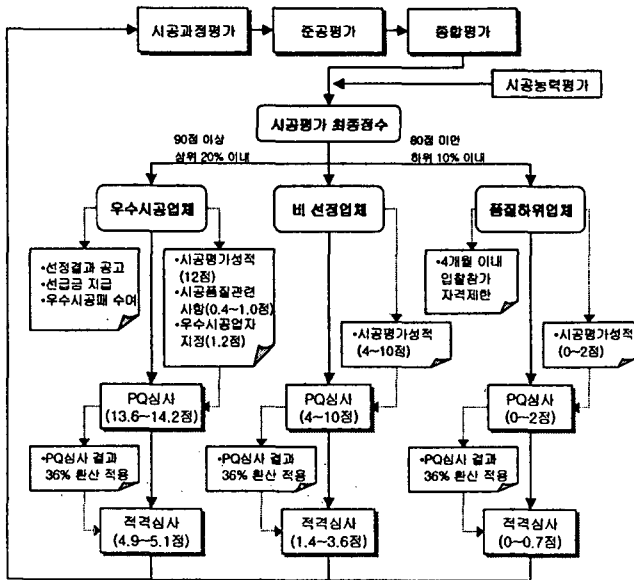 시공과정평가
준공평가
종합평가
시공능력평가
시공평가 최종점수
90점 이상
상위 20% 이내
80점 미만
하위 10% 이내
우수시공업체
비 선정업체
품질하위업체
•선정결과 공고
•선급금 지급
•우수시공패 수여
•시공평가성적
(12점)
•시공품질관련
사항(0.4~1.0점)
•우수시공업자
지정(1.2점)
•시공평가성적
(4~10점)
•4개월 이내
입찰참가
자격제한
•시공평가성적
(0~2점)
PQ심사
(13.6~14.2점)
PQ심사
(4~10점)
PQ심사
(0~2점)
•PQ심사 결과
36% 환산 적용
•PQ심사 결과
36% 환산 적용
•PQ심사 결과
36% 환산 적용
적격심사
(4.9~5.1점)
적격심사
(1.4~3.6점)
적격심사
(0~0.7점)